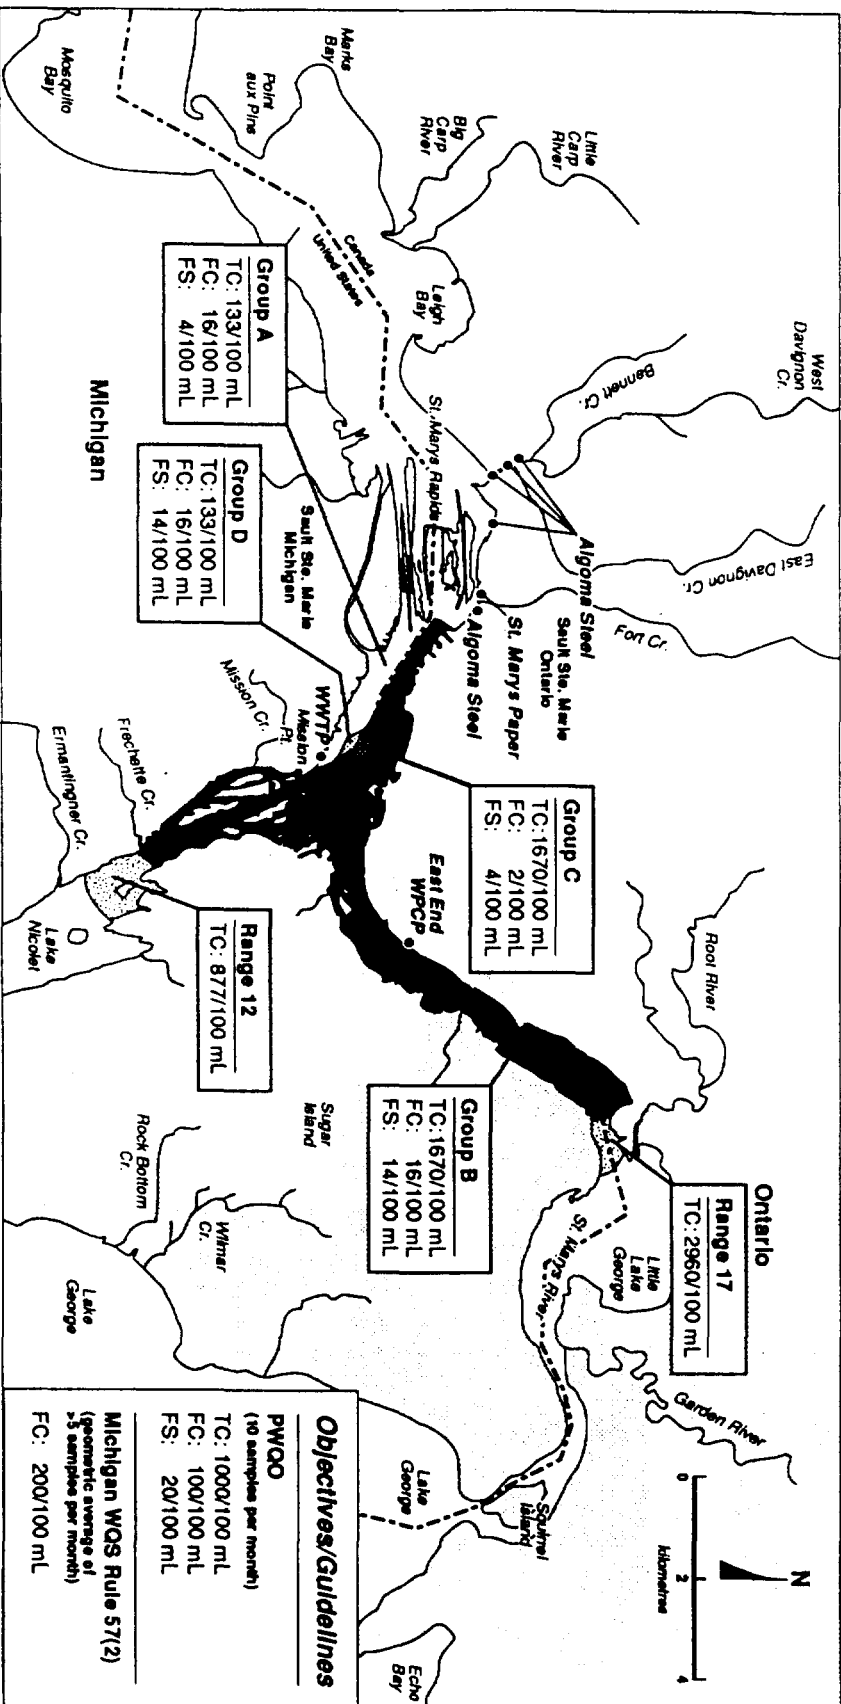 Mosquito
Bay
Point
aux Pins
Marks
Bay
Big
Carp
River
Little
Carp
River
Canada
United States
Leigh
Bay
West
Davignon
Cr.
Bennett Cr.
East Davignon Cr.
Fort Cr.
St. Marys Rapids
Algoma Steel
Sault Ste. Marie
Ontario
St. Marys Paper
Algoma Steel
Group A
TC: 133/100 mL
FC: 16/100 mL
FS: 4/100 mL
Michigan
Group D
TC: 133/100 mL
FC: 16/100 mL
FS: 14/100 mL
Sault Ste. Marie
Michigan
WWTP's
Mission
Pt.
Mission Cr.
Frechette Cr.
Ermantingner Cr.
Lake
Nicolet
Group C
TC: 1670/100 mL
FC: 2/100 mL
FS: 4/100 mL
East End
WPCP
Range 12
TC: 877/100 mL
Root River
Group B
TC: 1670/100 mL
FC: 16/100 mL
FS: 14/100 mL
Sugar
Island
Rock Bottom
Cr.
Wilmar
Cr.
Lake
George
Ontario
Range 17
TC: 2960/100 mL
Little
Lake
George
St. Marys River
Garden River
Squirrel
Island
Lake
George
Echo
Bay
N
0 2 4
kilometres
Objectives/Guidelines
PWQO
(10 samples per month)
TC: 1000/100 mL
FC: 100/100 mL
FS: 20/100 mL
Michigan WQS Rule 57(2)
(geometric average of
>5 samples per month)
FC: 200/100 mL